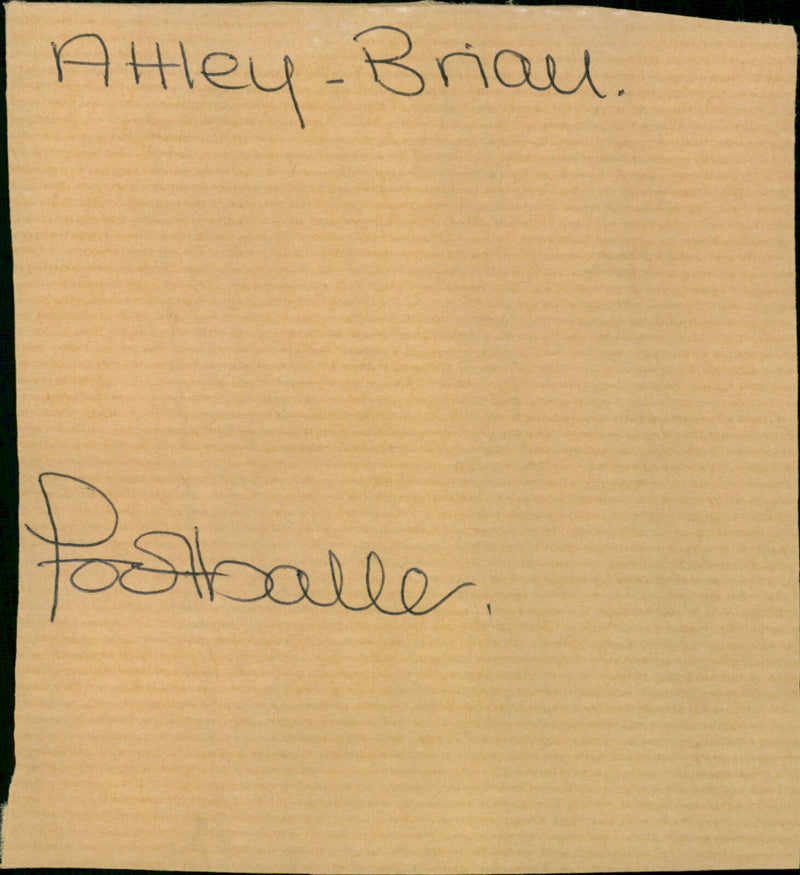 Attley - Brian.
Footballer.